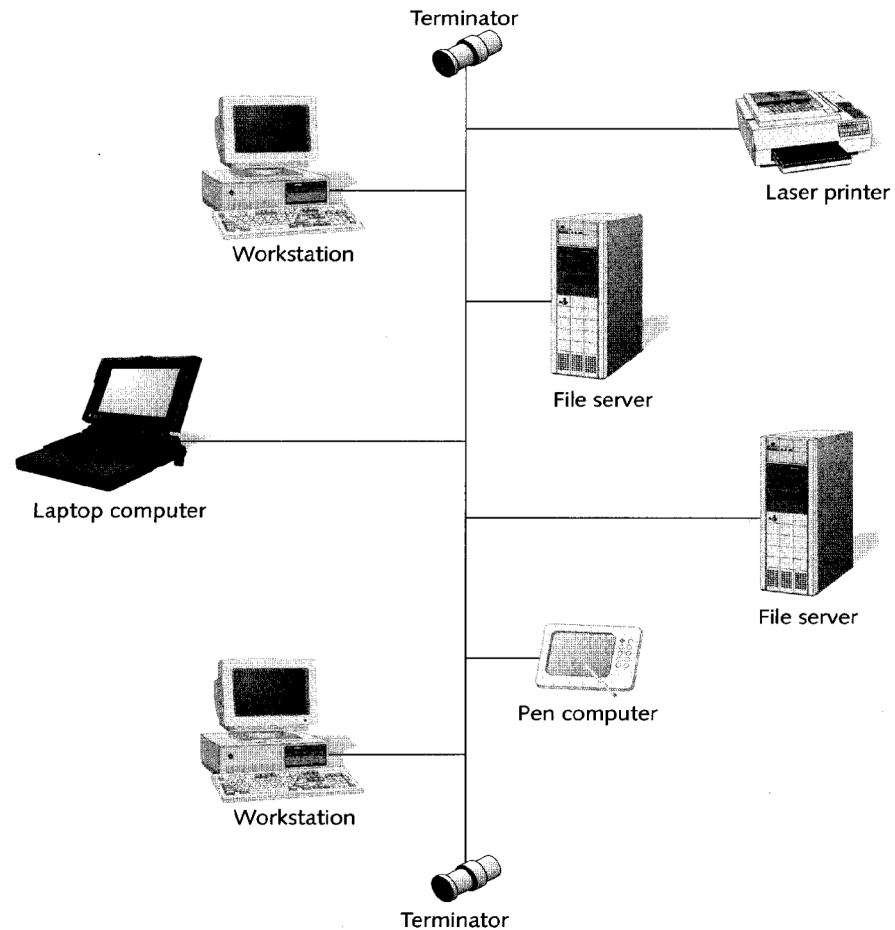 Terminator
Laser printer
Workstation
File server
Laptop computer
File server
Pen computer
Workstation
Terminator